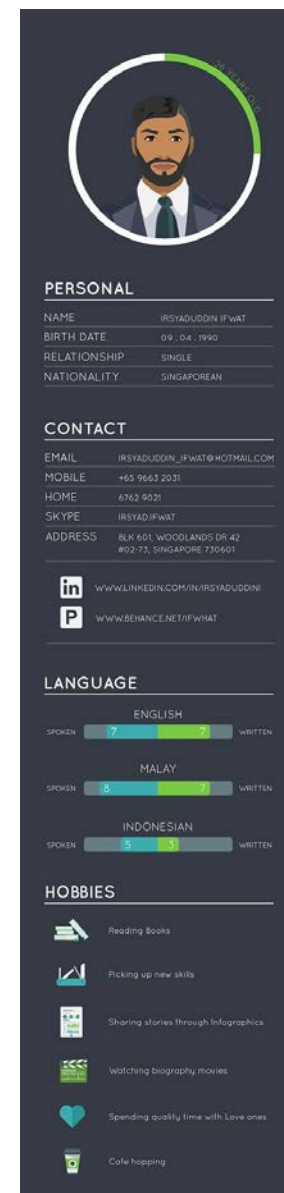 26 YEARS OLD
PERSONAL
NAME IRSYADUDDIN IFWAT
BIRTH DATE 09 . 04 . 1990
RELATIONSHIP SINGLE
NATIONALITY SINGAPOREAN
CONTACT
EMAIL IRSYADUDDIN_IFWAT@HOTMAIL.COM
MOBILE +65 9663 2031
HOME 6762 9021
SKYPE IRSYAD.IFWAT
ADDRESS BLK 601, WOODLANDS DR 42
#02-73, SINGAPORE 730601
in WWW.LINKEDIN.COM/IN/IRSYADUDDINI
P WWW.BEHANCE.NET/IFWHAT
LANGUAGE
ENGLISH
SPOKEN 7 7 WRITTEN
MALAY
SPOKEN 8 7 WRITTEN
INDONESIAN
SPOKEN 5 3 WRITTEN
HOBBIES
Reading Books
Picking up new skills
Sharing stories through Infographics
Watching biography movies
Spending quality time with Love ones
Cafe hopping